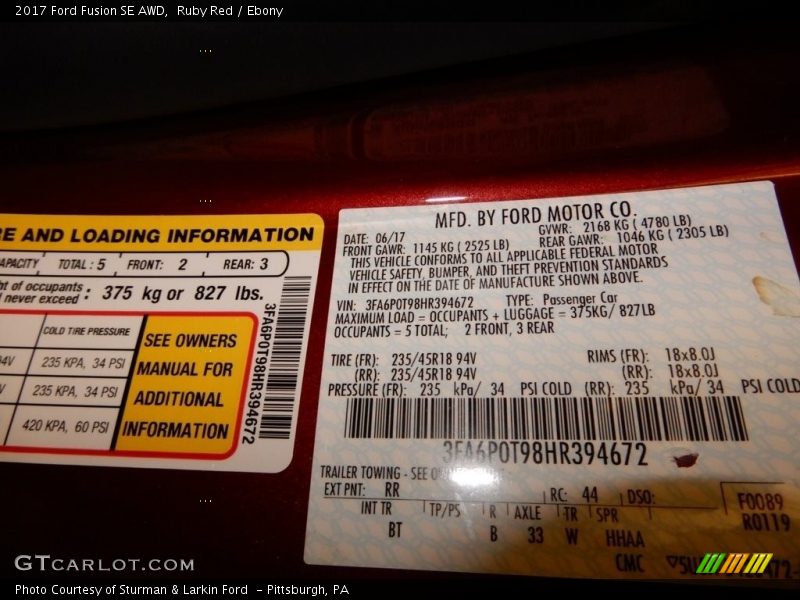 2017 Ford Fusion SE AWD, Ruby Red / Ebony
RE AND LOADING INFORMATION
APACITY TOTAL : 5 FRONT: 2 REAR: 3
ht of occupants
never exceed : 375 kg or 827 lbs.
COLD TIRE PRESSURE
94V 235 KPA, 34 PSI
235 KPA, 34 PSI
420 KPA, 60 PSI
SEE OWNERS
MANUAL FOR
ADDITIONAL
INFORMATION
3FA6P0T98HR394672
MFD. BY FORD MOTOR CO.
DATE: 06/17 GVWR: 2168 KG ( 4780 LB)
FRONT GAWR: 1145 KG ( 2525 LB) REAR GAWR: 1046 KG ( 2305 LB)
THIS VEHICLE CONFORMS TO ALL APPLICABLE FEDERAL MOTOR
VEHICLE SAFETY, BUMPER, AND THEFT PREVENTION STANDARDS
IN EFFECT ON THE DATE OF MANUFACTURE SHOWN ABOVE.
VIN: 3FA6P0T98HR394672 TYPE: Passenger Car
MAXIMUM LOAD = OCCUPANTS + LUGGAGE = 375KG/ 827LB
OCCUPANTS = 5 TOTAL; 2 FRONT, 3 REAR
TIRE (FR): 235/45R18 94V RIMS (FR): 18x8.0J
(RR): 235/45R18 94V (RR): 18x8.0J
PRESSURE (FR): 235 kPa/ 34 PSI COLD (RR): 235 kPa/ 34 PSI COLD
3FA6P0T98HR394672
TRAILER TOWING - SEE
EXT PNT: RR RC: 44 DSO: F0089
INT TR TP/PS R AXLE TR SPR R0119
BT B 33 W HHAA
CMC
GTCARLOT.COM
Photo Courtesy of Sturman & Larkin Ford - Pittsburgh, PA